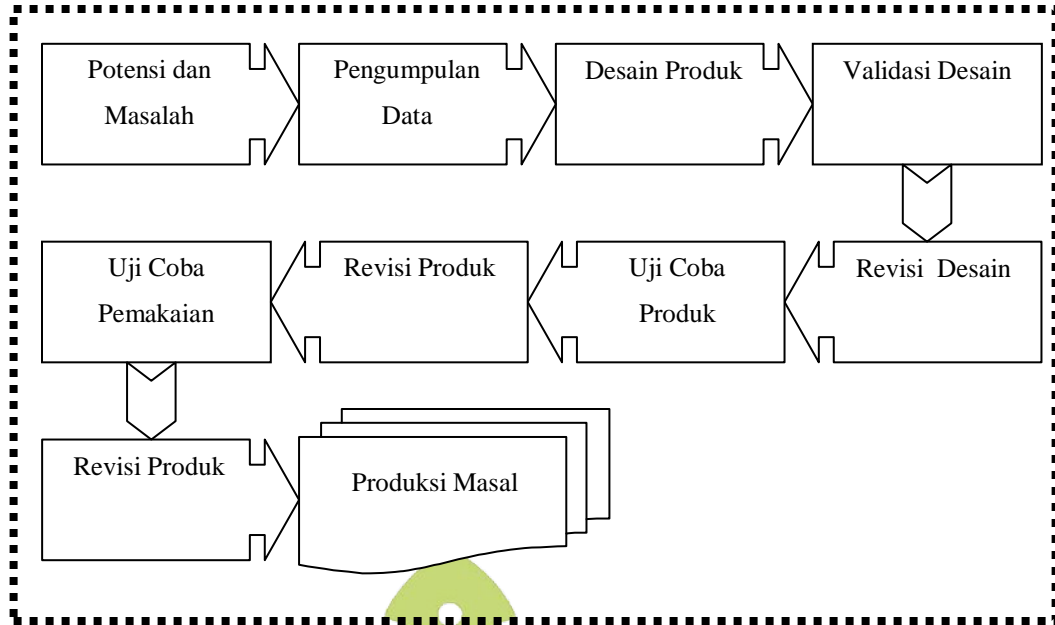 Potensi dan
Masalah
Pengumpulan
Data
Desain Produk
Validasi Desain
Revisi Desain
Uji Coba
Produk
Revisi Produk
Uji Coba
Pemakaian
Revisi Produk
Produksi Masal